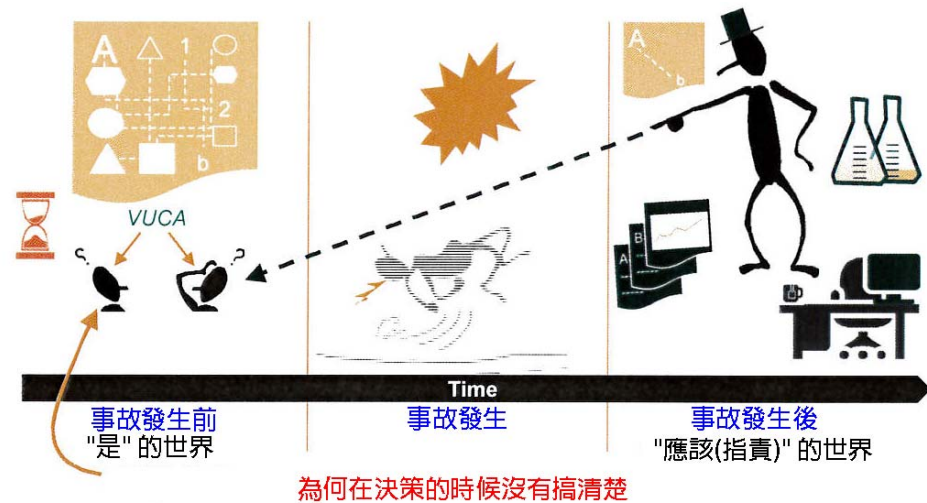 A 1
2
b
VUCA
?
?
A
b
B
A
Time
事故發生前
"是" 的世界
事故發生
事故發生後
"應該(指責)" 的世界
為何在決策的時候沒有搞清楚